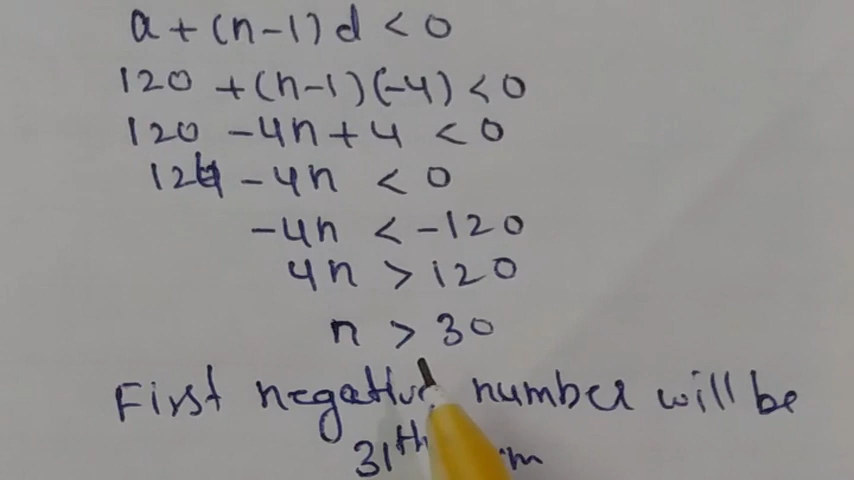 a + (n-1) d < 0
120 + (n-1) (-4) < 0
120 - 4n + 4 < 0
124 - 4n < 0
-4n < -120
4n > 120
n > 30
First negative number will be
31th